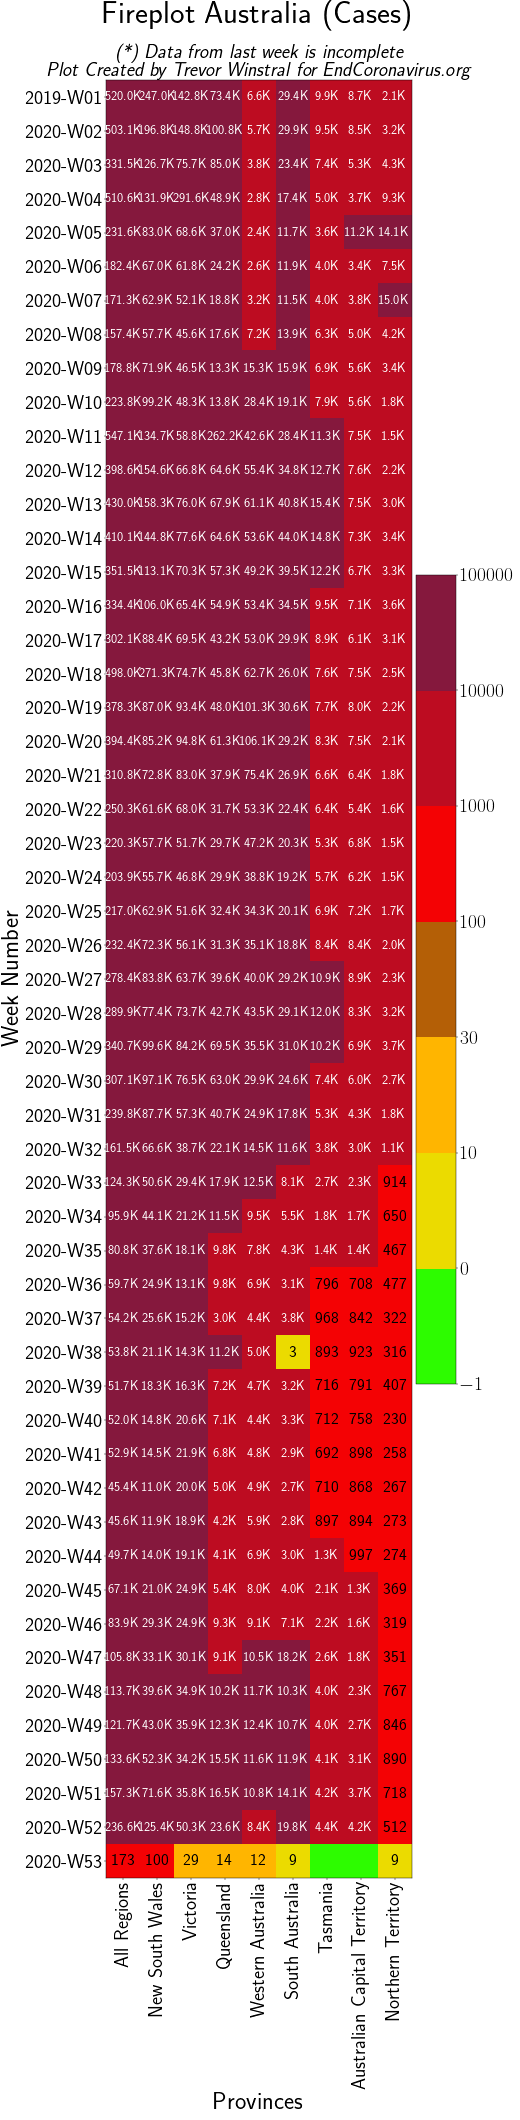 Fireplot Australia (Cases)
(*) Data from last week is incomplete
Plot Created by Trevor Winstral for EndCoronavirus.org
2019-W01 520.0K 247.0K 142.8K 73.4K 6.6K 29.4K 9.9K 8.7K 2.1K
2020-W02 503.1K 196.8K 148.8K 100.8K 5.7K 29.9K 9.5K 8.5K 3.2K
2020-W03 331.5K 126.7K 75.7K 85.0K 3.8K 23.4K 7.4K 5.3K 4.3K
2020-W04 510.6K 131.9K 291.6K 48.9K 2.8K 17.4K 5.0K 3.7K 9.3K
2020-W05 231.6K 83.0K 68.6K 37.0K 2.4K 11.7K 3.6K 11.2K 14.1K
2020-W06 182.4K 67.0K 61.8K 24.2K 2.6K 11.9K 4.0K 3.4K 7.5K
2020-W07 171.3K 62.9K 52.1K 18.8K 3.2K 11.5K 4.0K 3.8K 15.0K
2020-W08 157.4K 57.7K 45.6K 17.6K 7.2K 13.9K 6.3K 5.0K 4.2K
2020-W09 178.8K 71.9K 46.5K 13.3K 15.3K 15.9K 6.9K 5.6K 3.4K
2020-W10 223.8K 99.2K 48.3K 13.8K 28.4K 19.1K 7.9K 5.6K 1.8K
2020-W11 547.1K 134.7K 58.8K 262.2K 42.6K 28.4K 11.3K 7.5K 1.5K
2020-W12 398.6K 154.6K 66.8K 64.6K 55.4K 34.8K 12.7K 7.6K 2.2K
2020-W13 430.0K 158.3K 76.0K 67.9K 61.1K 40.8K 15.4K 7.5K 3.0K
2020-W14 410.1K 144.8K 77.6K 64.6K 53.6K 44.0K 14.8K 7.3K 3.4K
2020-W15 351.5K 113.1K 70.3K 57.3K 49.2K 39.5K 12.2K 6.7K 3.3K
2020-W16 334.4K 106.0K 65.4K 54.9K 53.4K 34.5K 9.5K 7.1K 3.6K
2020-W17 302.1K 88.4K 69.5K 43.2K 53.0K 29.9K 8.9K 6.1K 3.1K
2020-W18 498.0K 271.3K 74.7K 45.8K 62.7K 26.0K 7.6K 7.5K 2.5K
2020-W19 378.3K 87.0K 93.4K 48.0K 101.3K 30.6K 7.7K 8.0K 2.2K
2020-W20 394.4K 85.2K 94.8K 61.3K 106.1K 29.2K 8.3K 7.5K 2.1K
2020-W21 310.8K 72.8K 83.0K 37.9K 75.4K 26.9K 6.6K 6.4K 1.8K
2020-W22 250.3K 61.6K 68.0K 31.7K 53.3K 22.4K 6.4K 5.4K 1.6K
2020-W23 220.3K 57.7K 51.7K 29.7K 47.2K 20.3K 5.3K 6.8K 1.5K
2020-W24 203.9K 55.7K 46.8K 29.9K 38.8K 19.2K 5.7K 6.2K 1.5K
2020-W25 217.0K 62.9K 51.6K 32.4K 34.3K 20.1K 6.9K 7.2K 1.7K
2020-W26 232.4K 72.3K 56.1K 31.3K 35.1K 18.8K 8.4K 8.4K 2.0K
2020-W27 278.4K 83.8K 63.7K 39.6K 40.0K 29.2K 10.9K 8.9K 2.3K
2020-W28 289.9K 77.4K 73.7K 42.7K 43.5K 29.1K 12.0K 8.3K 3.2K
2020-W29 340.7K 99.6K 84.2K 69.5K 35.5K 31.0K 10.2K 6.9K 3.7K
2020-W30 307.1K 97.1K 76.5K 63.0K 29.9K 24.6K 7.4K 6.0K 2.7K
2020-W31 239.8K 87.7K 57.3K 40.7K 24.9K 17.8K 5.3K 4.3K 1.8K
2020-W32 161.5K 66.6K 38.7K 22.1K 14.5K 11.6K 3.8K 3.0K 1.1K
2020-W33 124.3K 50.6K 29.4K 17.9K 12.5K 8.1K 2.7K 2.3K 914
2020-W34 95.9K 44.1K 21.2K 11.5K 9.5K 5.5K 1.8K 1.7K 650
2020-W35 80.8K 37.6K 18.1K 9.8K 7.8K 4.3K 1.4K 1.4K 467
2020-W36 59.7K 24.9K 13.1K 9.8K 6.9K 3.1K 796 708 477
2020-W37 54.2K 25.6K 15.2K 3.0K 4.4K 3.8K 968 842 322
2020-W38 53.8K 21.1K 14.3K 11.2K 5.0K 3 893 923 316
2020-W39 51.7K 18.3K 16.3K 7.2K 4.7K 3.2K 716 791 407
2020-W40 52.0K 14.8K 20.6K 7.1K 4.4K 3.3K 712 758 230
2020-W41 52.9K 14.5K 21.9K 6.8K 4.8K 2.9K 692 898 258
2020-W42 45.4K 11.0K 20.0K 5.0K 4.9K 2.7K 710 868 267
2020-W43 45.6K 11.9K 18.9K 4.2K 5.9K 2.8K 897 894 273
2020-W44 49.7K 14.0K 19.1K 4.1K 6.9K 3.0K 1.3K 997 274
2020-W45 67.1K 21.0K 24.9K 5.4K 8.0K 4.0K 2.1K 1.3K 369
2020-W46 83.9K 29.3K 24.9K 9.3K 9.1K 7.1K 2.2K 1.6K 319
2020-W47 105.8K 33.1K 30.1K 9.1K 10.5K 18.2K 2.6K 1.8K 351
2020-W48 113.7K 39.6K 34.9K 10.2K 11.7K 10.3K 4.0K 2.3K 767
2020-W49 121.7K 43.0K 35.9K 12.3K 12.4K 10.7K 4.0K 2.7K 846
2020-W50 133.6K 52.3K 34.2K 15.5K 11.6K 11.9K 4.1K 3.1K 890
2020-W51 157.3K 71.6K 35.8K 16.5K 10.8K 14.1K 4.2K 3.7K 718
2020-W52 236.6K 125.4K 50.3K 23.6K 8.4K 19.8K 4.4K 4.2K 512
2020-W53 173 100 29 14 12 9 9
Week Number
All Regions
New South Wales
Victoria
Queensland
Western Australia
South Australia
Tasmania
Australian Capital Territory
Northern Territory
Provinces
100000
10000
1000
100
30
10
0
−1